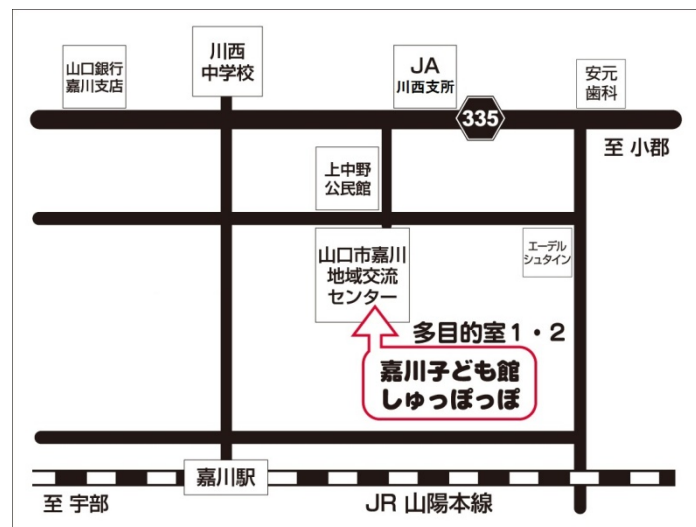 山口銀行
嘉川支店
川西
中学校
JA
川西支所
安元
歯科
335
至 小郡
上中野
公民館
山口市嘉川
地域交流
センター
エーデル
シュタイン
多目的室1・2
嘉川子ども館
しゅっぽっぽ
嘉川駅
至 宇部
JR 山陽本線